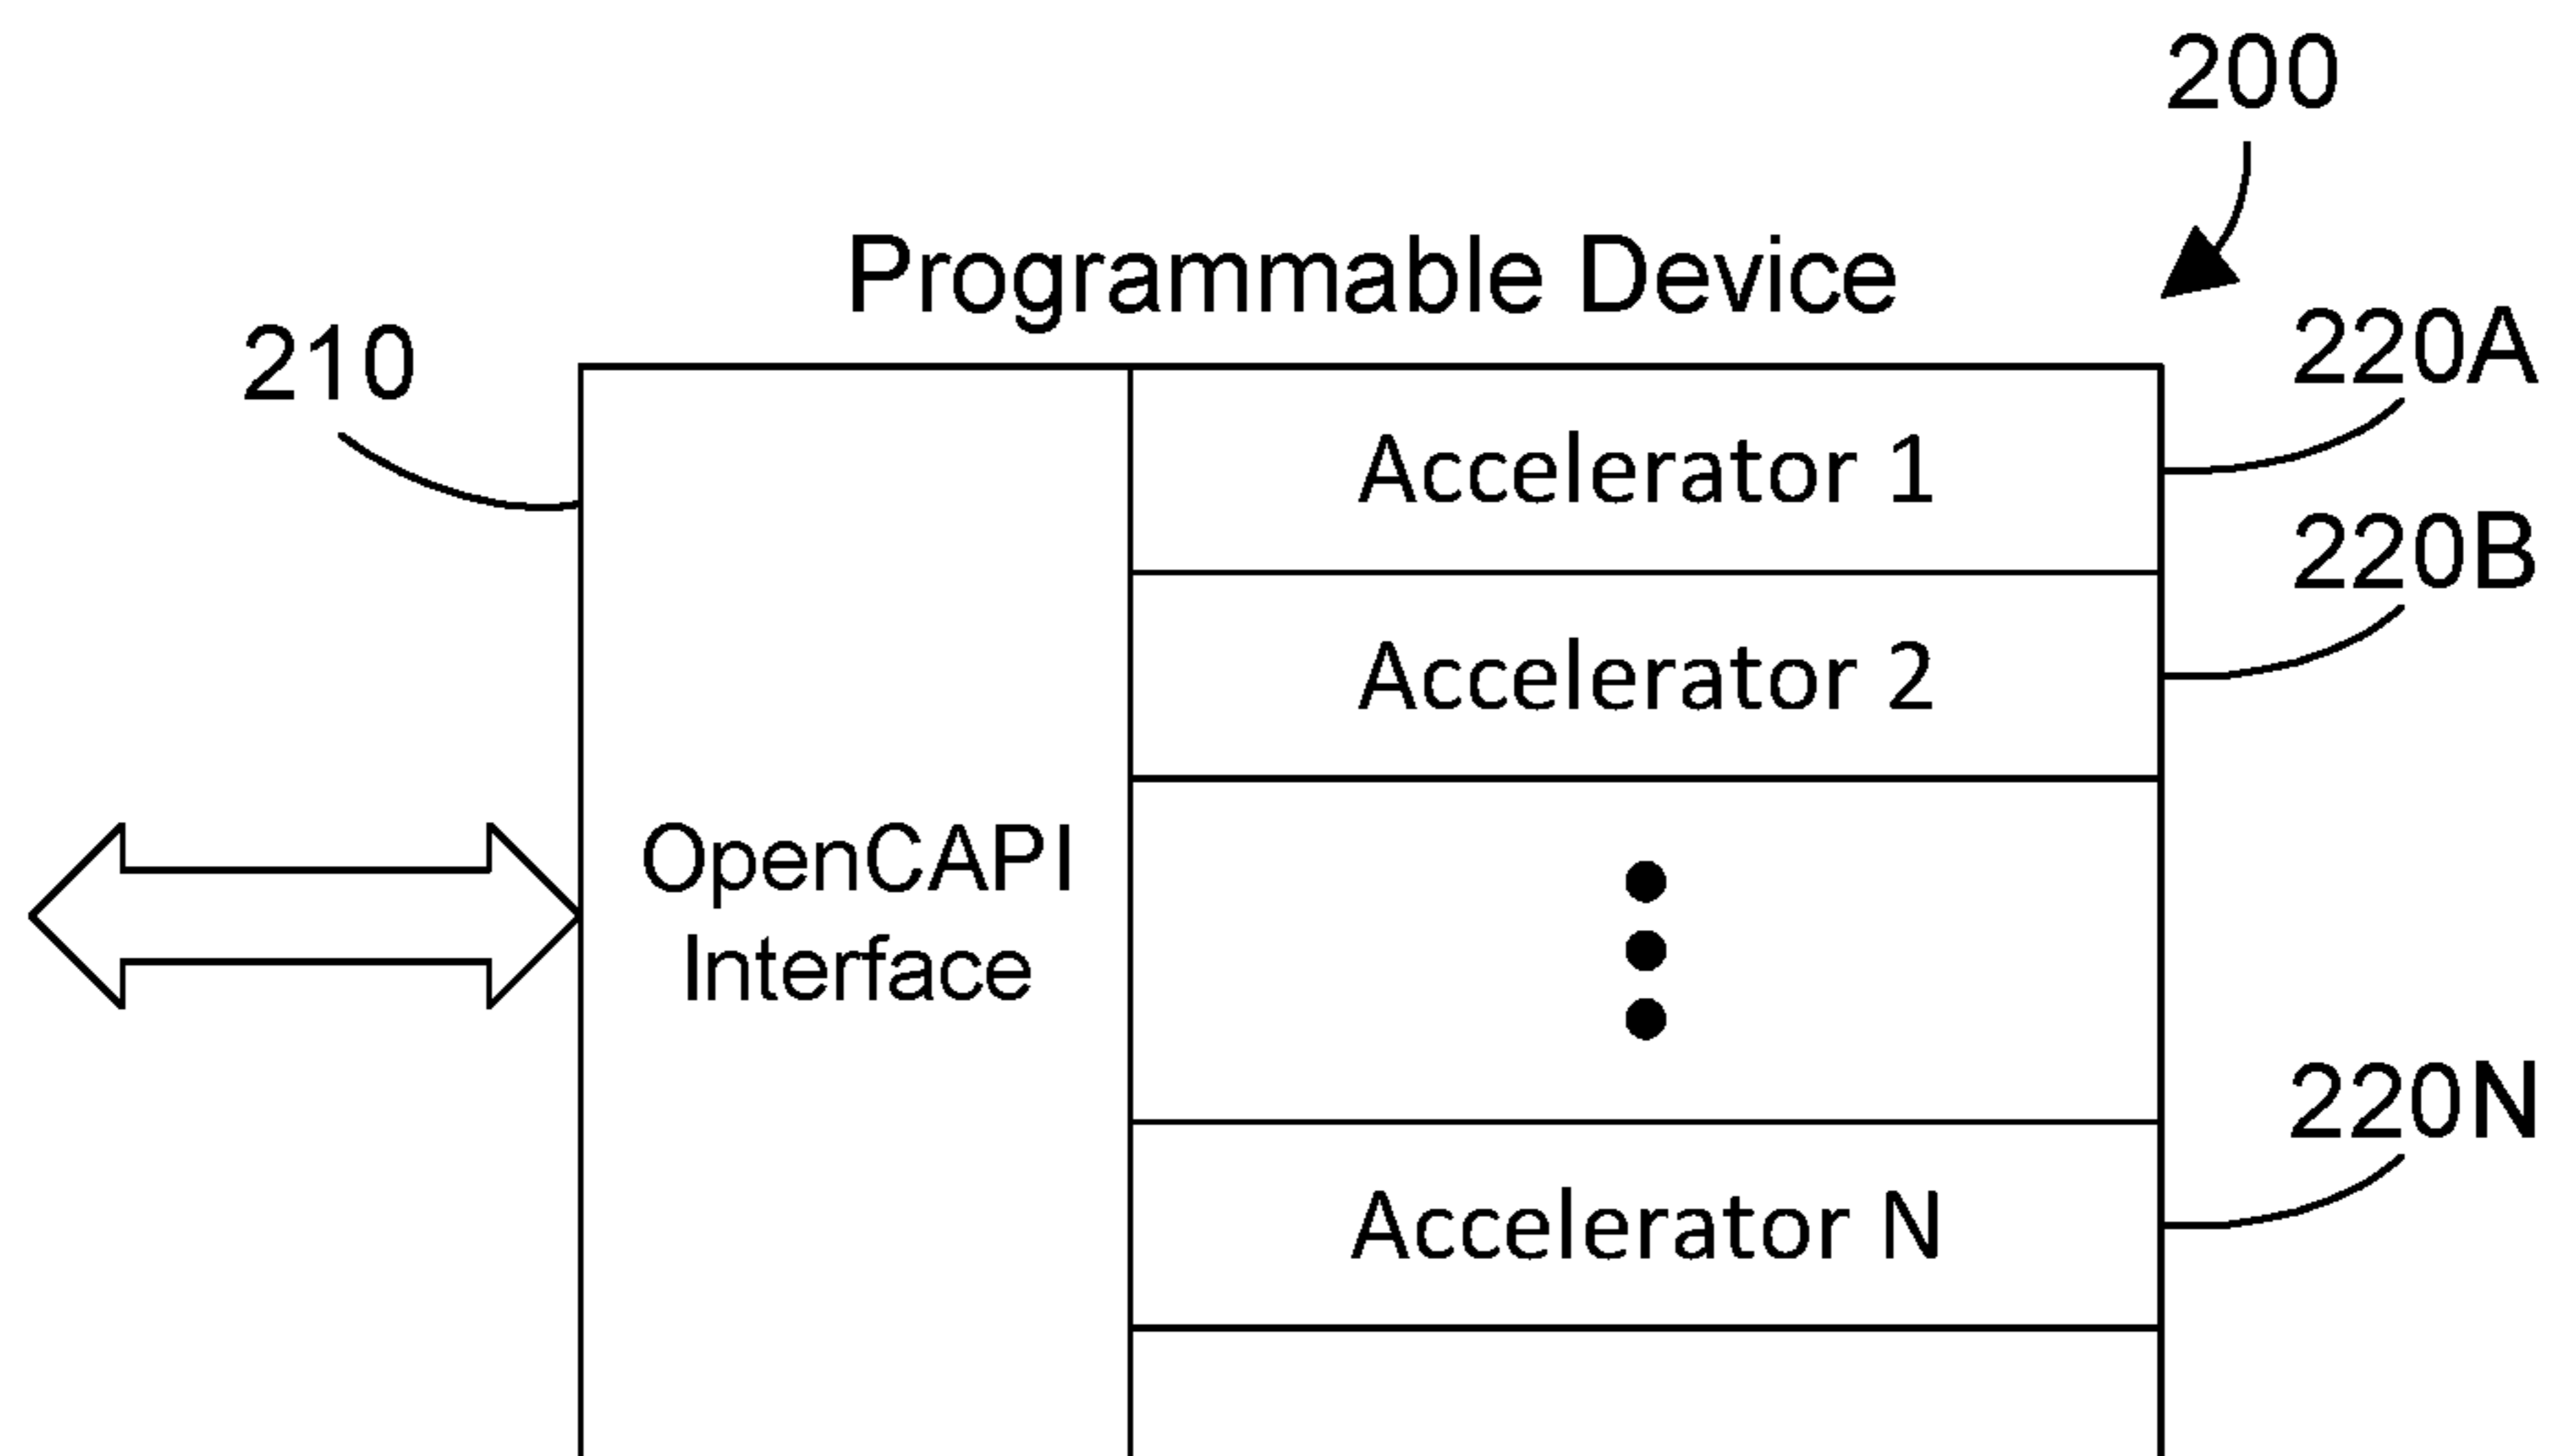 200
Programmable Device
210
220A
Accelerator 1
220B
Accelerator 2
OpenCAPI
Interface
220N
Accelerator N